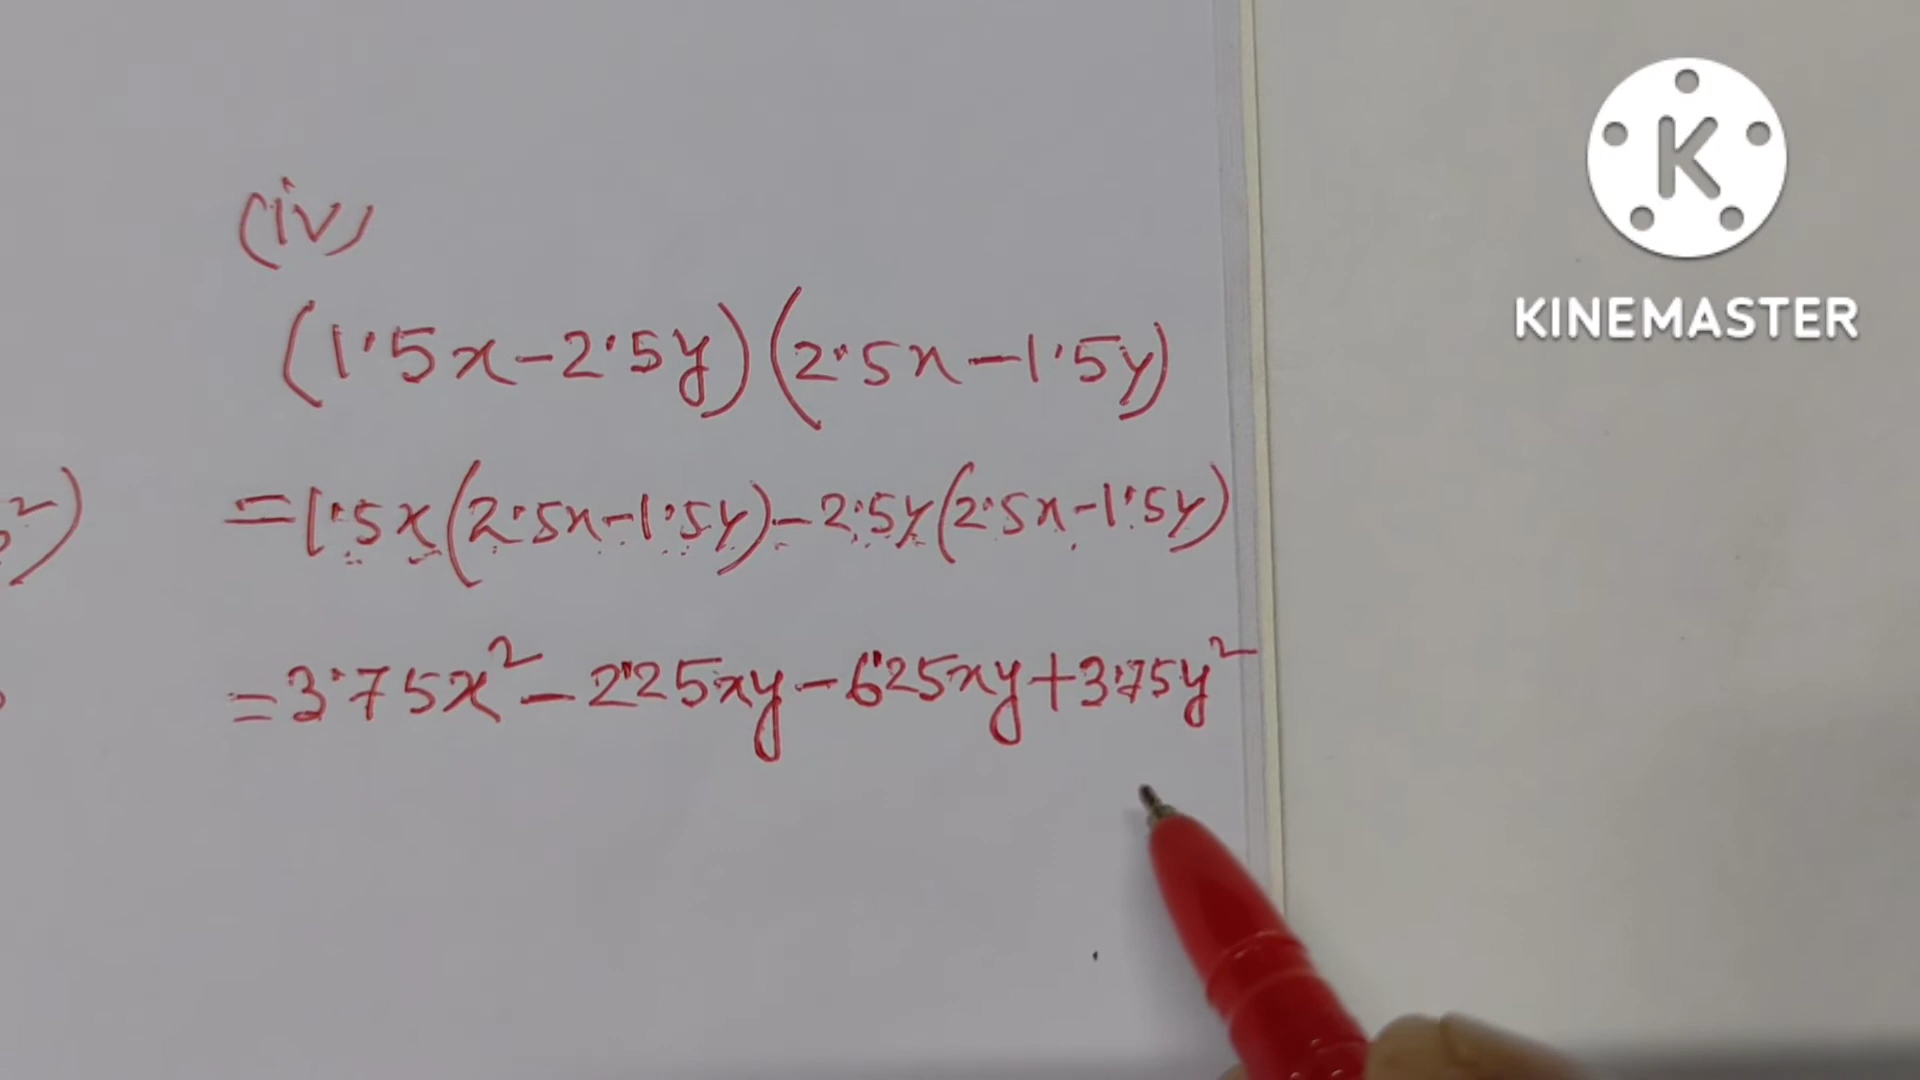 (iv)
(1·5x-2·5y)(2·5x-1·5y)
=1·5x(2·5x-1·5y)-2·5y(2·5x-1·5y)
=3·75x²-2·25xy-6·25xy+3·75y²
²)
K
KINEMASTER